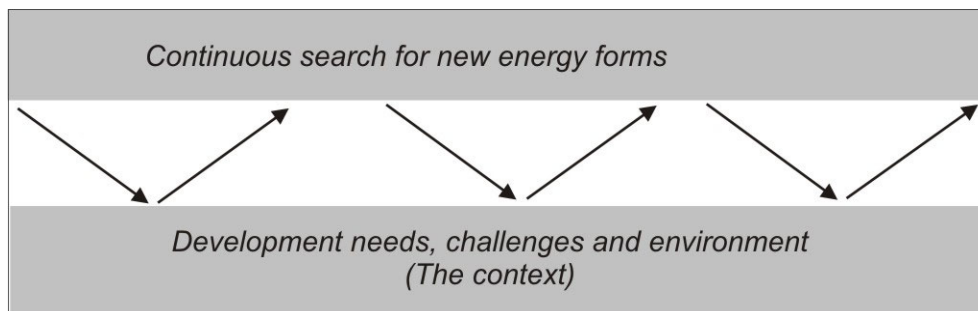 Continuous search for new energy forms
Development needs, challenges and environment
(The context)